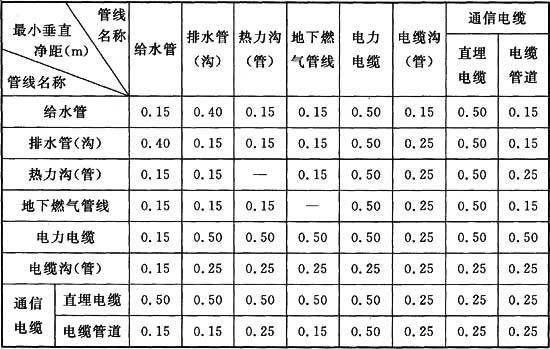 最小垂直净距(m) 管线名称 管线名称 给水管 排水管(沟) 热力沟(管) 地下燃气管线 电力电缆 电缆沟(管) 通信电缆
直埋电缆 电缆管道
给水管 0.15 0.40 0.15 0.15 0.50 0.15 0.50 0.15
排水管(沟) 0.40 0.15 0.15 0.15 0.50 0.25 0.50 0.15
热力沟(管) 0.15 0.15 — 0.15 0.50 0.25 0.50 0.25
地下燃气管线 0.15 0.15 0.15 — 0.50 0.25 0.50 0.15
电力电缆 0.15 0.50 0.50 0.50 0.50 0.25 0.50 0.50
电缆沟(管) 0.15 0.25 0.25 0.25 0.25 0.25 0.25 0.25
通信电缆 直埋电缆 0.50 0.50 0.50 0.50 0.50 0.25 0.25 0.25
电缆管道 0.15 0.15 0.25 0.15 0.50 0.25 0.25 0.25